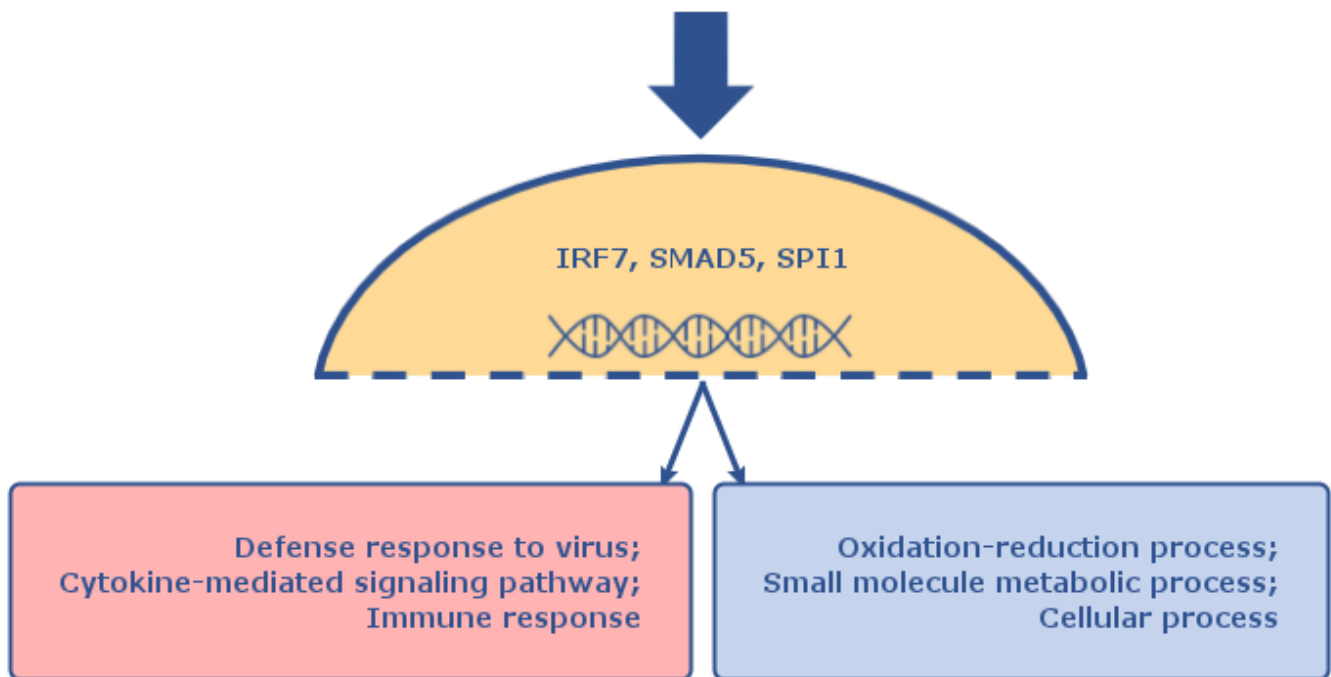 IRF7, SMAD5, SPI1
Defense response to virus;
Cytokine-mediated signaling pathway;
Immune response
Oxidation-reduction process;
Small molecule metabolic process;
Cellular process